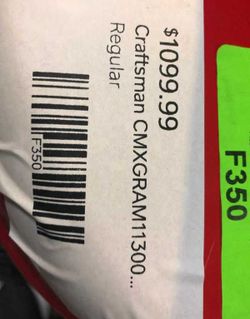 $1099.99
Craftsman CMXGRAM11300...
Regular
F350
F350